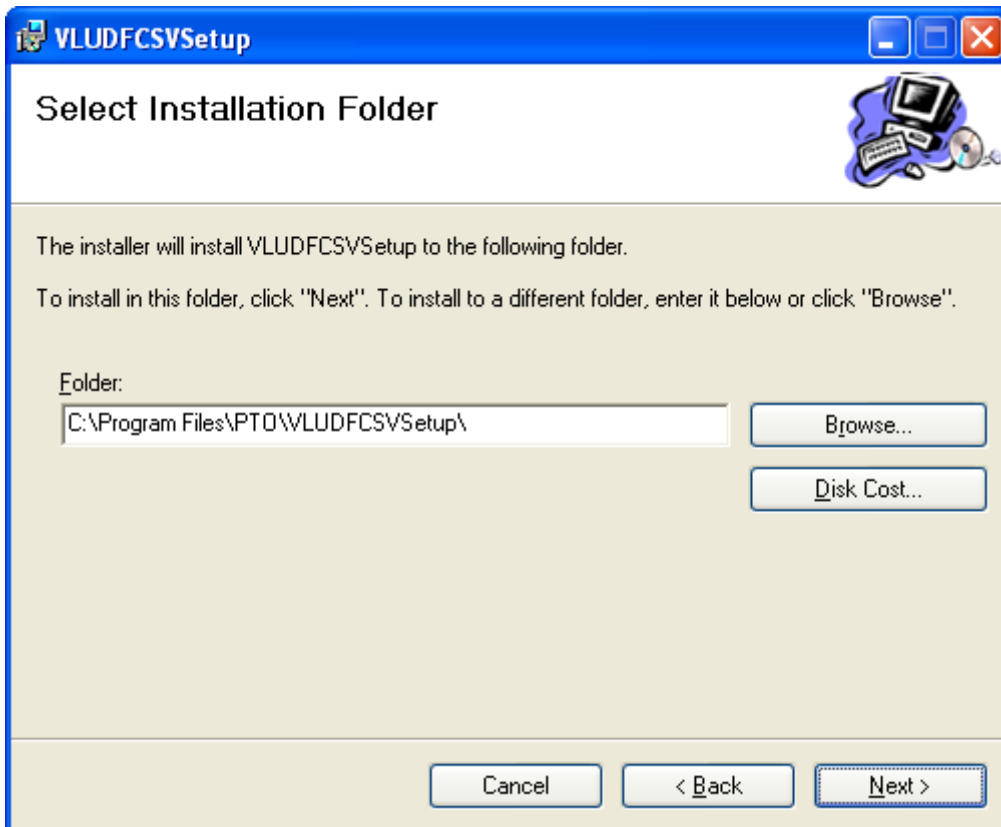 VLUDFCSVSetup
Select Installation Folder
The installer will install VLUDFCSVSetup to the following folder.
To install in this folder, click "Next". To install to a different folder, enter it below or click "Browse".
Folder:
C:\Program Files\PTO\VLUDFCSVSetup\
Browse...
Disk Cost...
Cancel
< Back
Next >